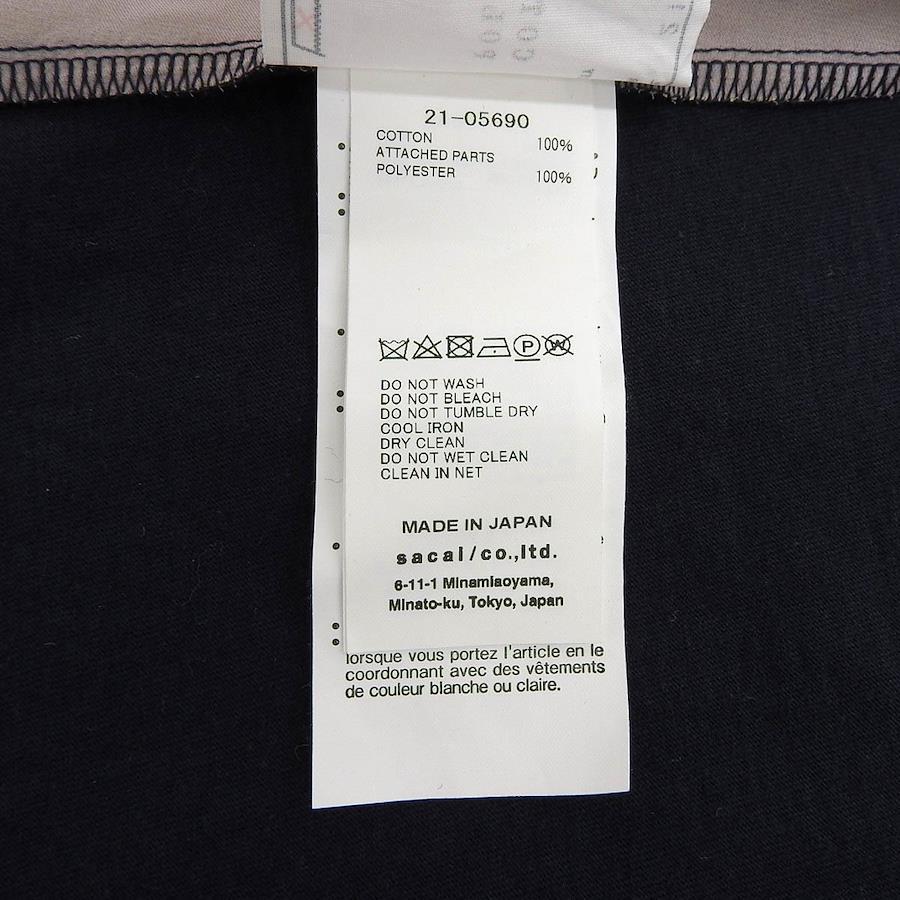 21-05690
COTTON 100%
ATTACHED PARTS
POLYESTER 100%
P
W
DO NOT WASH
DO NOT BLEACH
DO NOT TUMBLE DRY
COOL IRON
DRY CLEAN
DO NOT WET CLEAN
CLEAN IN NET
MADE IN JAPAN
sacai/co.,ltd.
6-11-1 Minamiaoyama,
Minato-ku, Tokyo, Japan
lorsque vous portez l'article en le
coordonnant avec des vêtements
de couleur blanche ou claire.